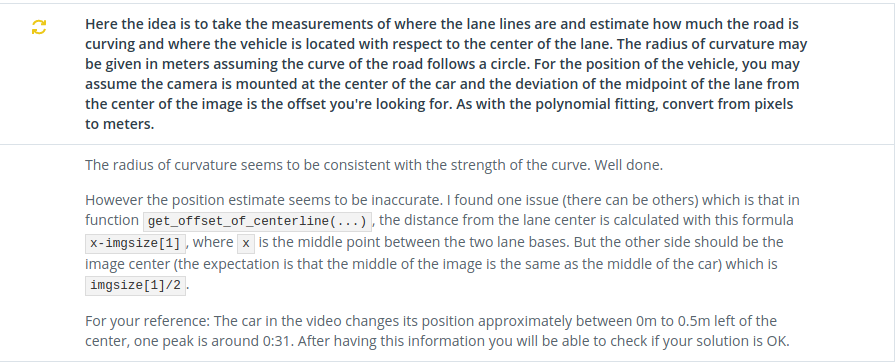 Here the idea is to take the measurements of where the lane lines are and estimate how much the road is
curving and where the vehicle is located with respect to the center of the lane. The radius of curvature may
be given in meters assuming the curve of the road follows a circle. For the position of the vehicle, you may
assume the camera is mounted at the center of the car and the deviation of the midpoint of the lane from
the center of the image is the offset you're looking for. As with the polynomial fitting, convert from pixels
to meters.
The radius of curvature seems to be consistent with the strength of the curve. Well done.
However the position estimate seems to be inaccurate. I found one issue (there can be others) which is that in
function get_offset_of_centerline(...), the distance from the lane center is calculated with this formula
x-imgsize[1], where x is the middle point between the two lane bases. But the other side should be the
image center (the expectation is that the middle of the image is the same as the middle of the car) which is
imgsize[1]/2.
For your reference: The car in the video changes its position approximately between 0m to 0.5m left of the
center, one peak is around 0:31. After having this information you will be able to check if your solution is OK.